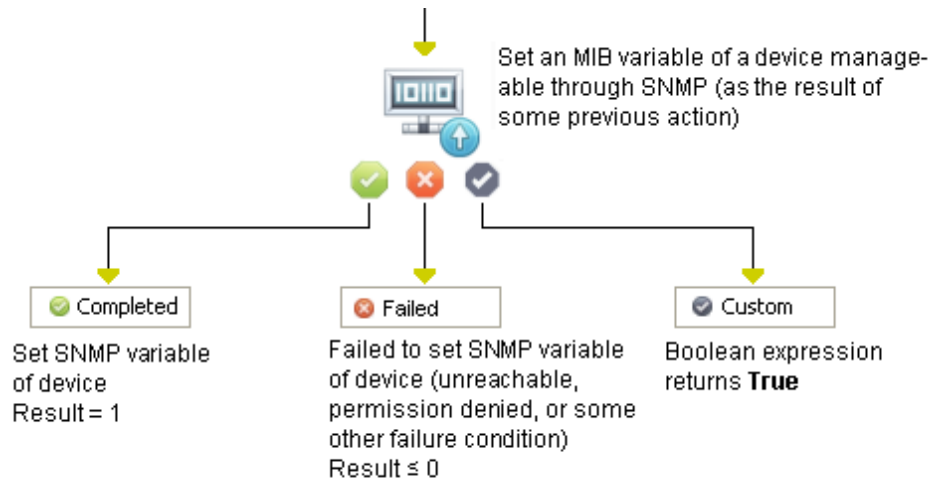 Set an MIB variable of a device manage-
able through SNMP (as the result of
some previous action)
10110
Completed
Failed
Custom
Set SNMP variable
of device
Result = 1
Failed to set SNMP variable
of device (unreachable,
permission denied, or some
other failure condition)
Result ≤ 0
Boolean expression
returns True